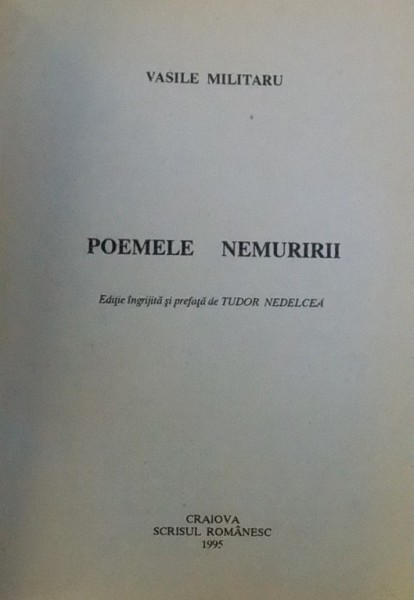 VASILE MILITARU
POEMELE NEMURIRII
Ediţie îngrijită şi prefaţă de TUDOR NEDELCEA
CRAIOVA
SCRISUL ROMÂNESC
1995